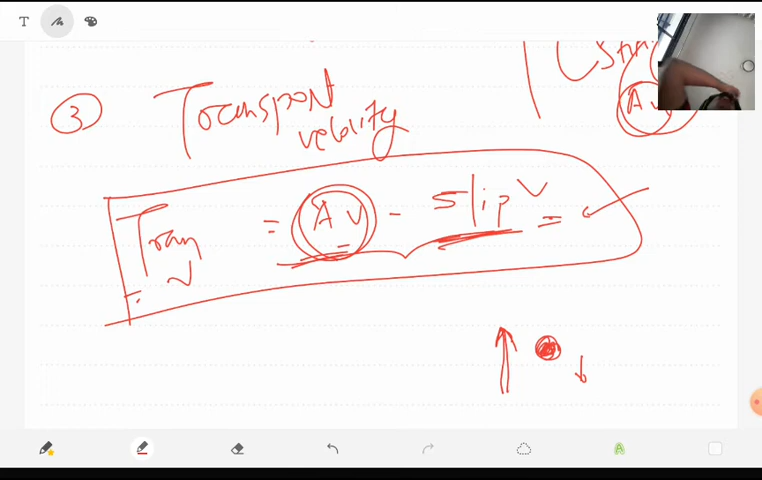 T A
③ Transport
velocity
Tran V = AV - Slip V =
AV